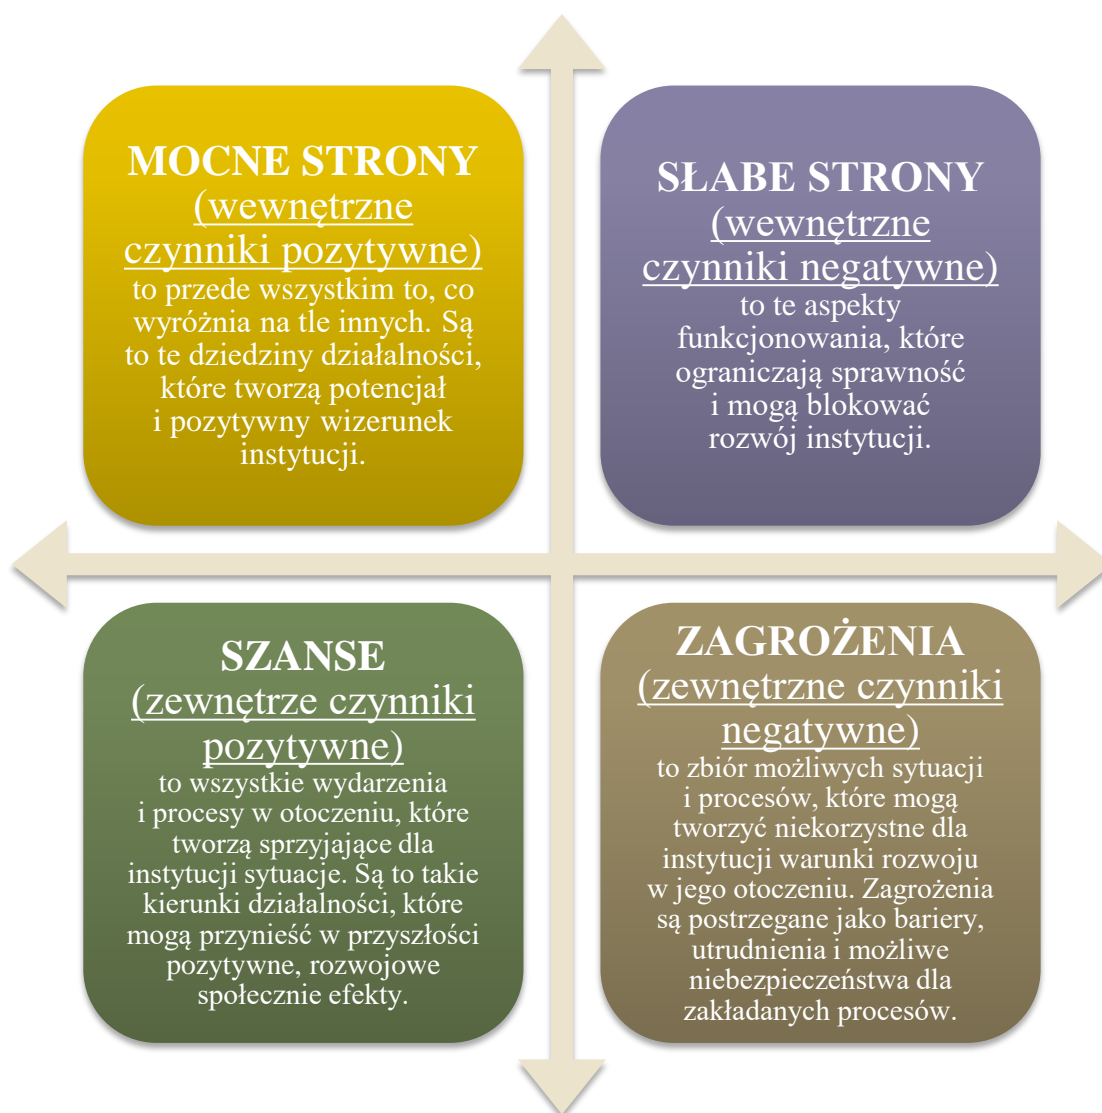 MOCNE STRONY
(wewnętrzne
czynniki pozytywne)
to przede wszystkim to, co
wyróżnia na tle innych. Są
to te dziedziny działalności,
które tworzą potencjał
i pozytywny wizerunek
instytucji.
SŁABE STRONY
(wewnętrzne
czynniki negatywne)
to te aspekty
funkcjonowania, które
ograniczają sprawność
i mogą blokować
rozwój instytucji.
SZANSE
(zewnętrze czynniki
pozytywne)
to wszystkie wydarzenia
i procesy w otoczeniu, które
tworzą sprzyjające dla
instytucji sytuacje. Są to takie
kierunki działalności, które
mogą przynieść w przyszłości
pozytywne, rozwojowe
społecznie efekty.
ZAGROŻENIA
(zewnętrzne czynniki
negatywne)
to zbiór możliwych sytuacji
i procesów, które mogą
tworzyć niekorzystne dla
instytucji warunki rozwoju
w jego otoczeniu. Zagrożenia
są postrzegane jako bariery,
utrudnienia i możliwe
niebezpieczeństwa dla
zakładanych procesów.